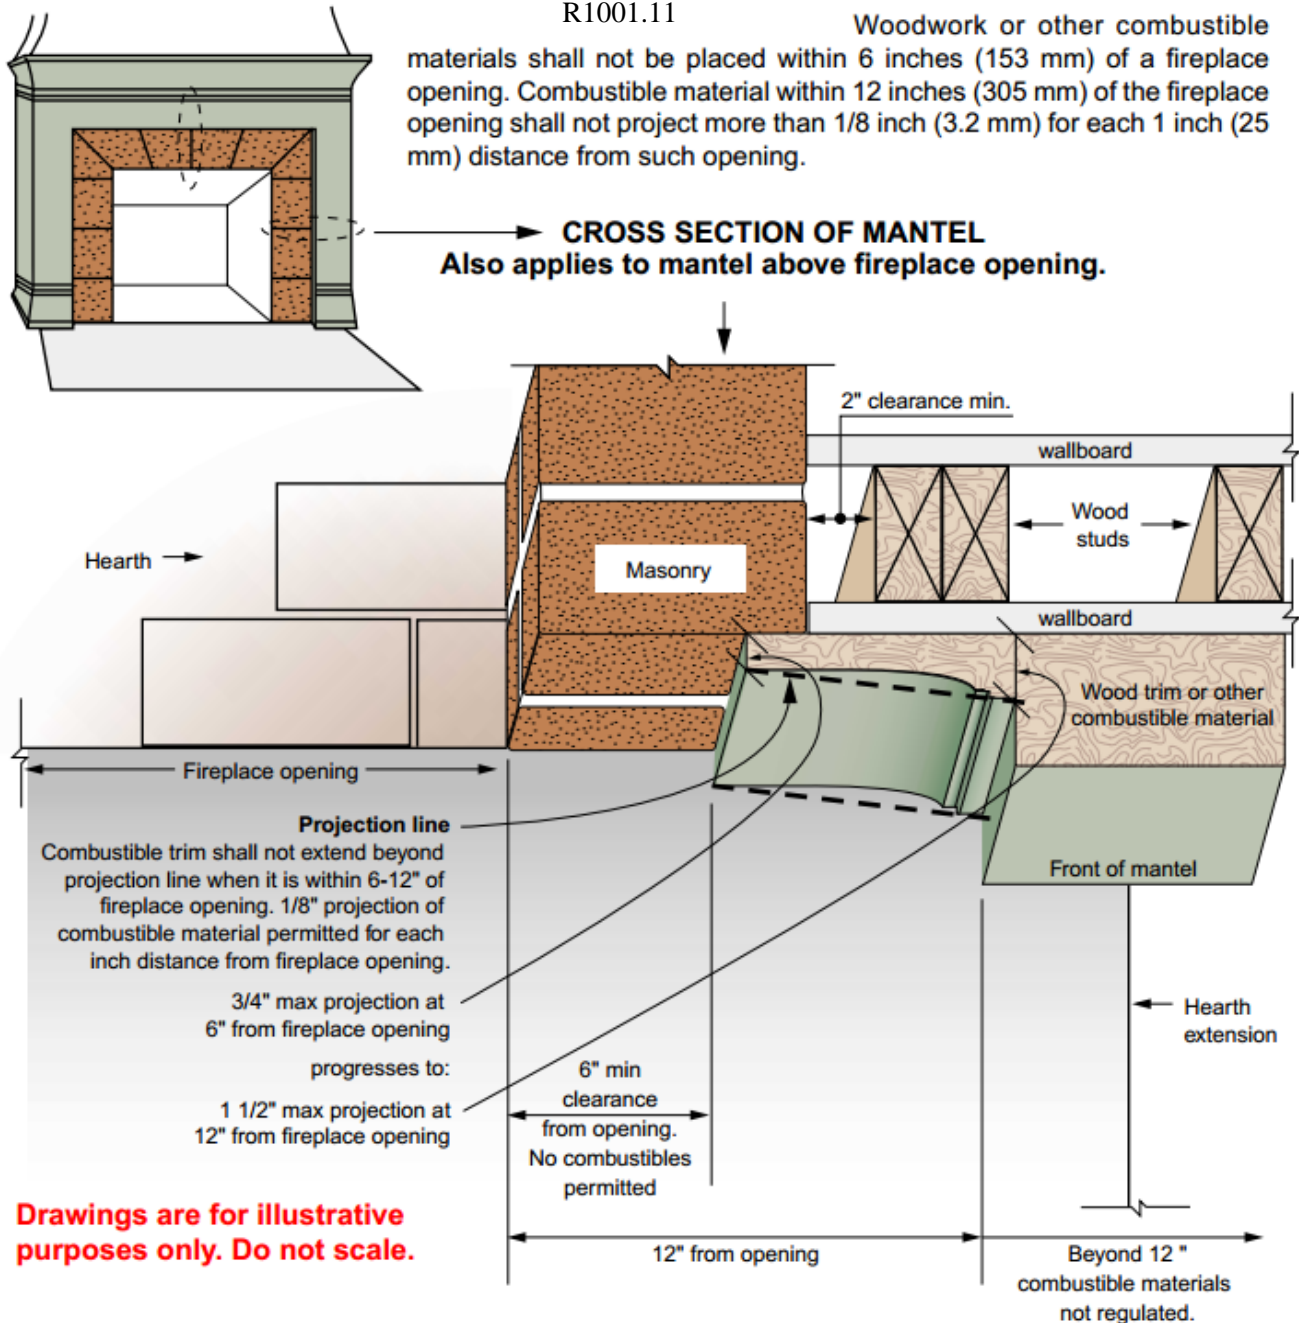 R1001.11
Woodwork or other combustible
materials shall not be placed within 6 inches (153 mm) of a fireplace
opening. Combustible material within 12 inches (305 mm) of the fireplace
opening shall not project more than 1/8 inch (3.2 mm) for each 1 inch (25
mm) distance from such opening.
CROSS SECTION OF MANTEL
Also applies to mantel above fireplace opening.
2" clearance min.
wallboard
Wood
studs
Hearth
Masonry
wallboard
Wood trim or other
combustible material
Fireplace opening
Projection line
Combustible trim shall not extend beyond
projection line when it is within 6-12" of
fireplace opening. 1/8" projection of
combustible material permitted for each
inch distance from fireplace opening.
Front of mantel
3/4" max projection at
6" from fireplace opening
progresses to:
1 1/2" max projection at
12" from fireplace opening
Hearth
extension
6" min
clearance
from opening.
No combustibles
permitted
Drawings are for illustrative
purposes only. Do not scale.
12" from opening
Beyond 12 "
combustible materials
not regulated.